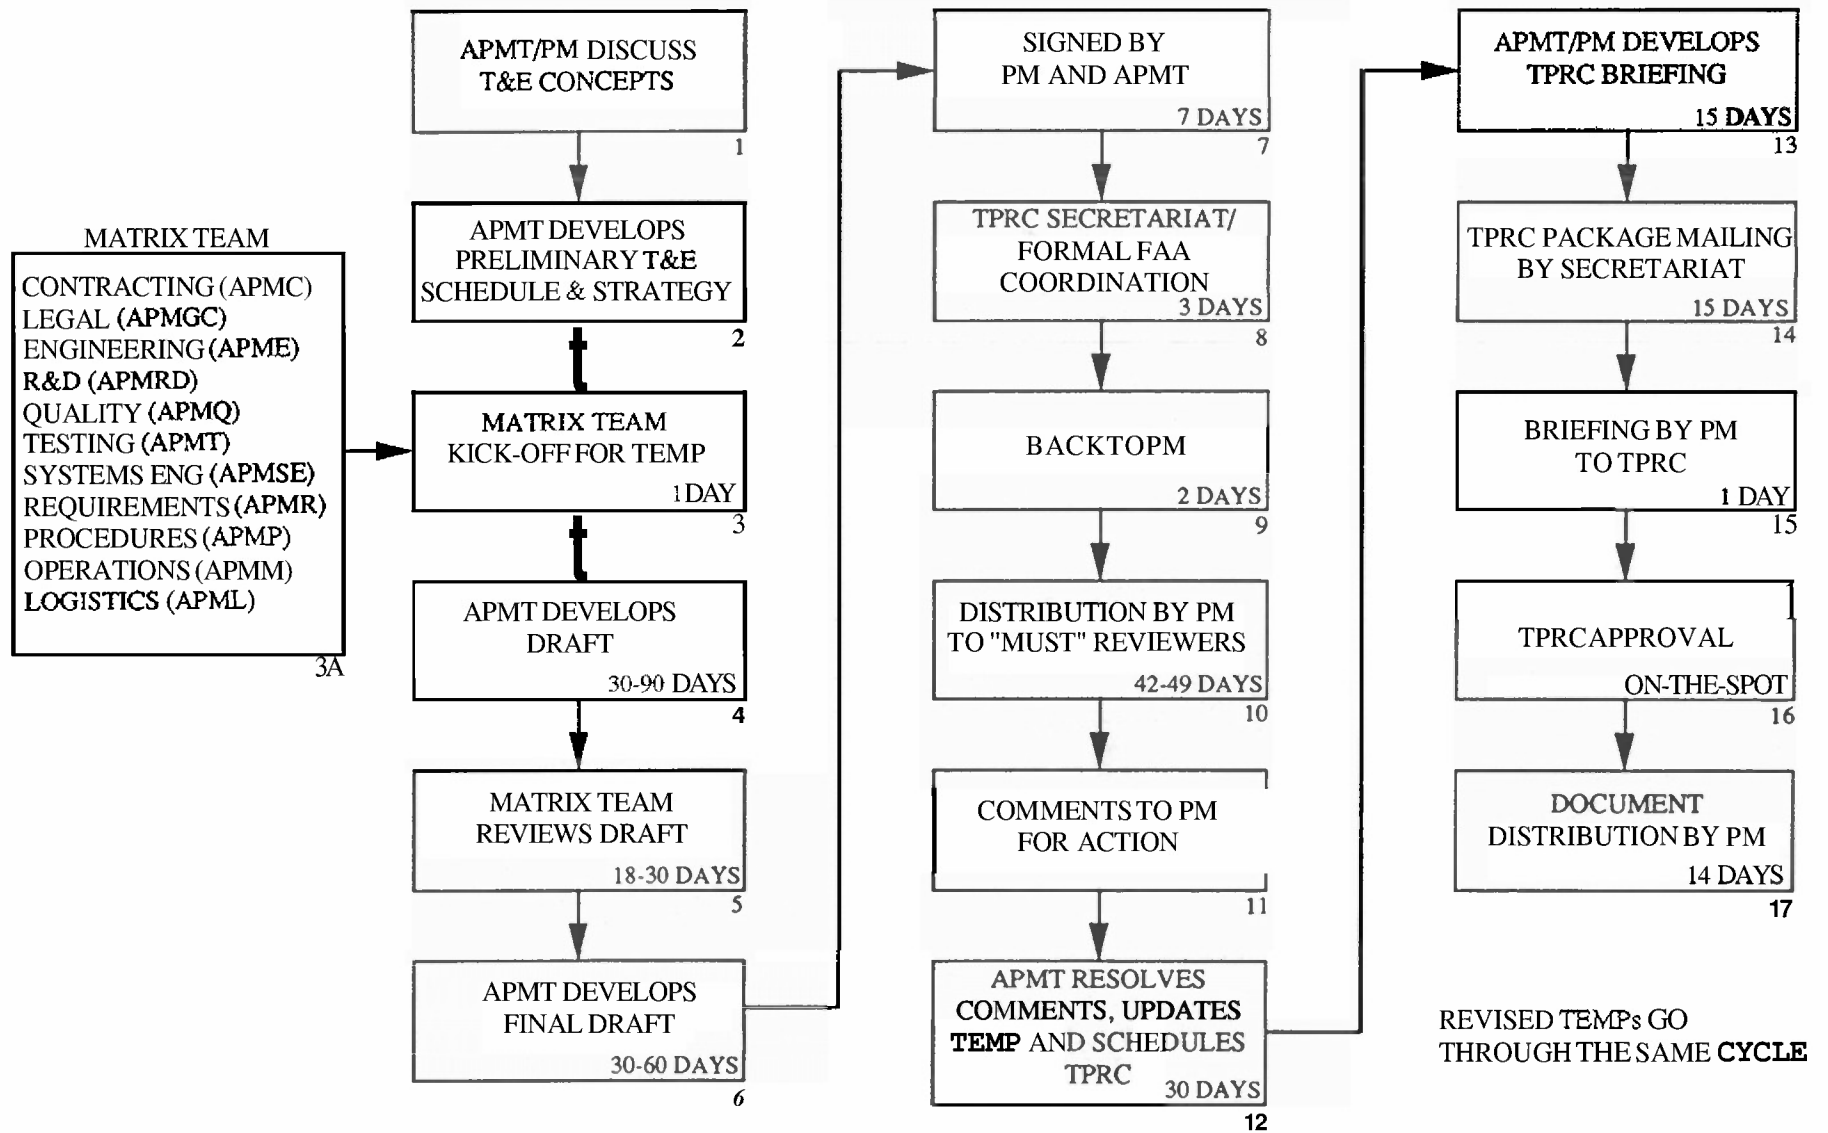 MATRIX TEAM
CONTRACTING (APMC)
LEGAL (APMGC)
ENGINEERING (APME)
R&D (APMRD)
QUALITY (APMQ)
TESTING (APMT)
SYSTEMS ENG (APMSE)
REQUIREMENTS (APMR)
PROCEDURES (APMP)
OPERATIONS (APMM)
LOGISTICS (APML)
3A
APMT/PM DISCUSS
T&E CONCEPTS
1
APMT DEVELOPS
PRELIMINARY T&E
SCHEDULE & STRATEGY
2
MATRIX TEAM
KICK-OFF FOR TEMP
1 DAY
3
APMT DEVELOPS
DRAFT
30-90 DAYS
4
MATRIX TEAM
REVIEWS DRAFT
18-30 DAYS
5
APMT DEVELOPS
FINAL DRAFT
30-60 DAYS
6
SIGNED BY
PM AND APMT
7 DAYS
7
TPRC SECRETARIAT/
FORMAL FAA
COORDINATION
3 DAYS
8
BACK TO PM
2 DAYS
9
DISTRIBUTION BY PM
TO "MUST" REVIEWERS
42-49 DAYS
10
COMMENTS TO PM
FOR ACTION
11
APMT RESOLVES
COMMENTS, UPDATES
TEMP AND SCHEDULES
TPRC
30 DAYS
12
APMT/PM DEVELOPS
TPRC BRIEFING
15 DAYS
13
TPRC PACKAGE MAILING
BY SECRETARIAT
15 DAYS
14
BRIEFING BY PM
TO TPRC
1 DAY
15
TPRC APPROVAL
ON-THE-SPOT
16
DOCUMENT
DISTRIBUTION BY PM
14 DAYS
17
REVISED TEMPs GO
THROUGH THE SAME CYCLE